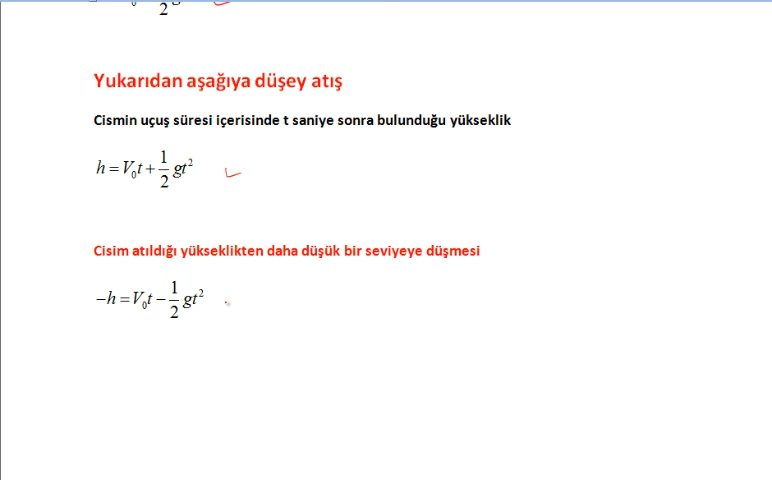 2
Yukarıdan aşağıya düşey atış
Cismin uçuş süresi içerisinde t saniye sonra bulunduğu yükseklik
h = V₀t + 1/2 gt²
Cisim atıldığı yükseklikten daha düşük bir seviyeye düşmesi
−h = V₀t − 1/2 gt²